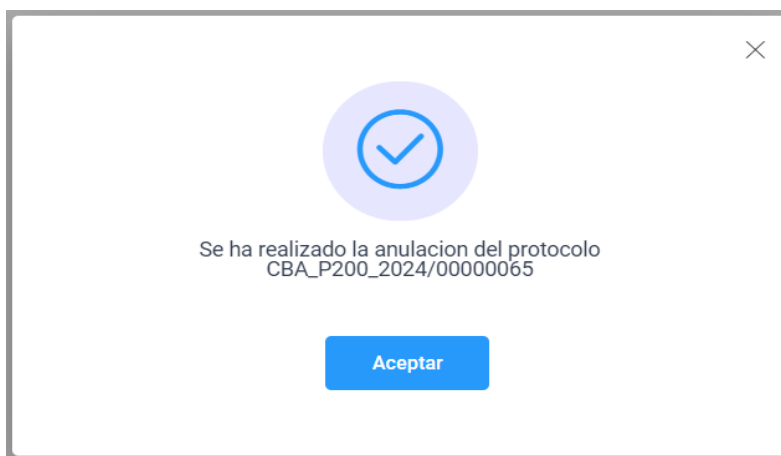 Se ha realizado la anulacion del protocolo
CBA_P200_2024/00000065
Aceptar